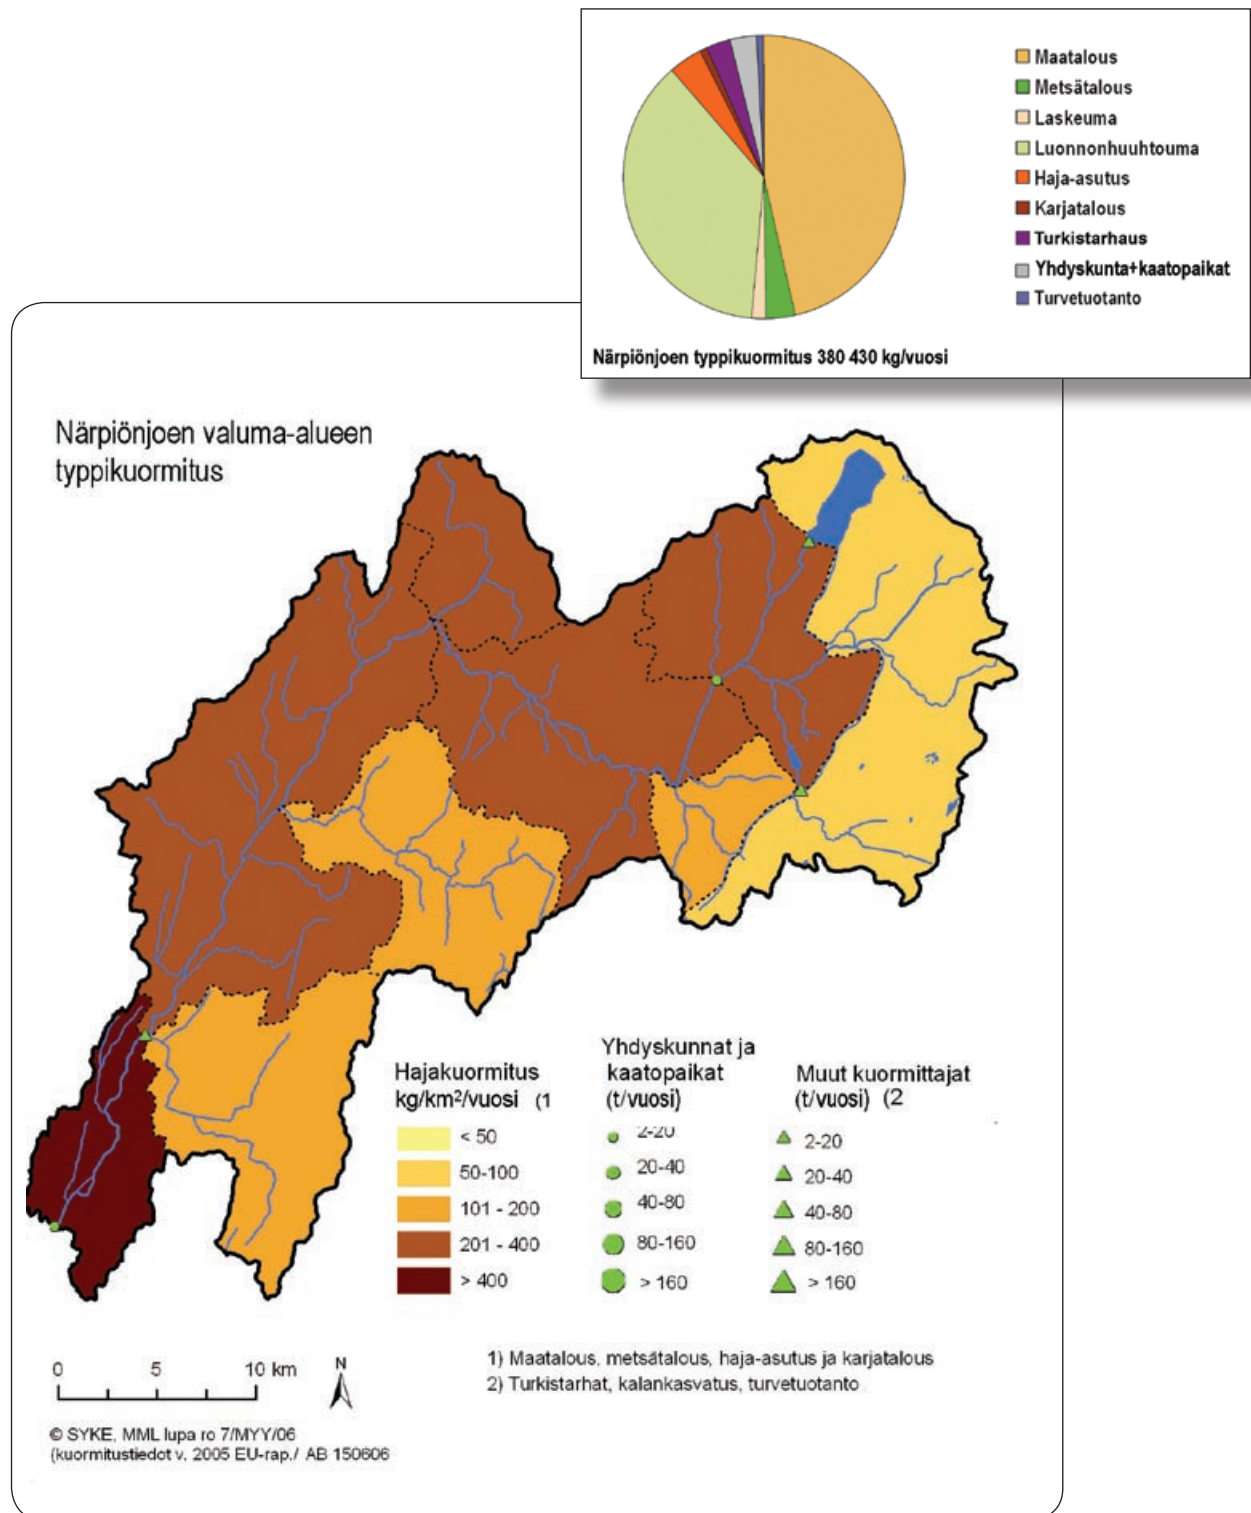 Maatalous
Metsätalous
Laskeuma
Luonnonhuuhtouma
Haja-asutus
Karjatalous
Turkistarhaus
Yhdyskunta+kaatopaikat
Turvetuotanto
Närpiönjoen typpikuormitus 380 430 kg/vuosi
Närpiönjoen valuma-alueen
typpikuormitus
Hajakuormitus
kg/km²/vuosi (1
< 50
50-100
101 - 200
201 - 400
> 400
Yhdyskunnat ja
kaatopaikat
(t/vuosi)
2-20
20-40
40-80
80-160
> 160
Muut kuormittajat
(t/vuosi) (2
2-20
20-40
40-80
80-160
> 160
0 5 10 km
N
1) Maatalous, metsätalous, haja-asutus ja karjatalous
2) Turkistarhat, kalankasvatus, turvetuotanto
© SYKE, MML lupa ro 7/MYY/06
(kuormitustiedot v. 2005 EU-rap./ AB 150606